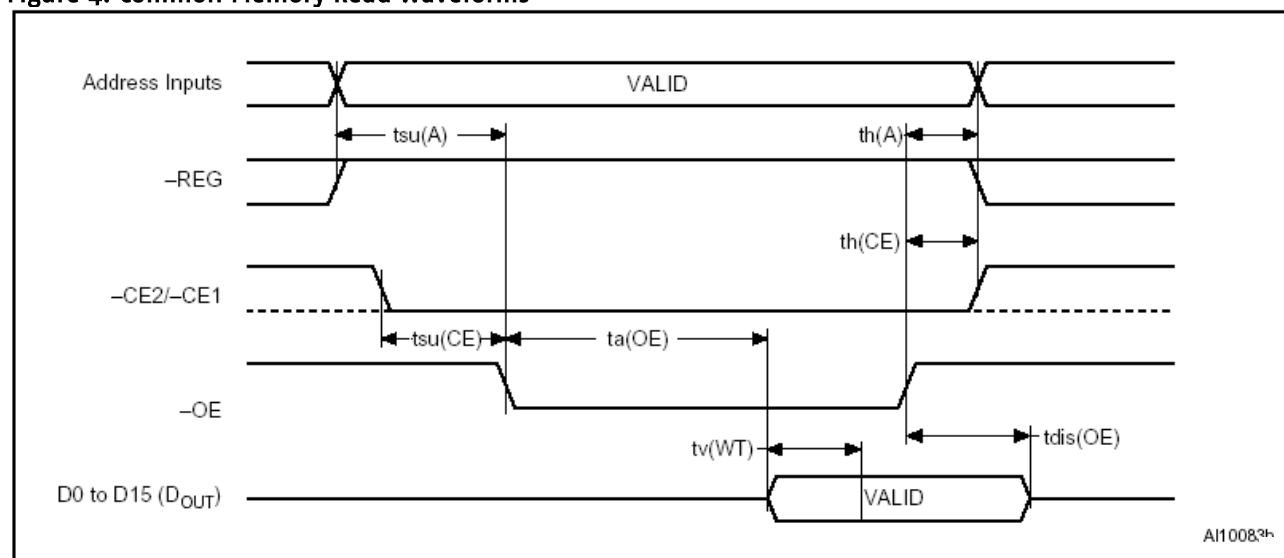 Figure 4. Common Memory Read Waveforms
Address Inputs
VALID
tsu(A)
th(A)
–REG
th(CE)
–CE2/–CE1
tsu(CE)
ta(OE)
–OE
tv(WT)
tdis(OE)
D0 to D15 (DOUT)
VALID